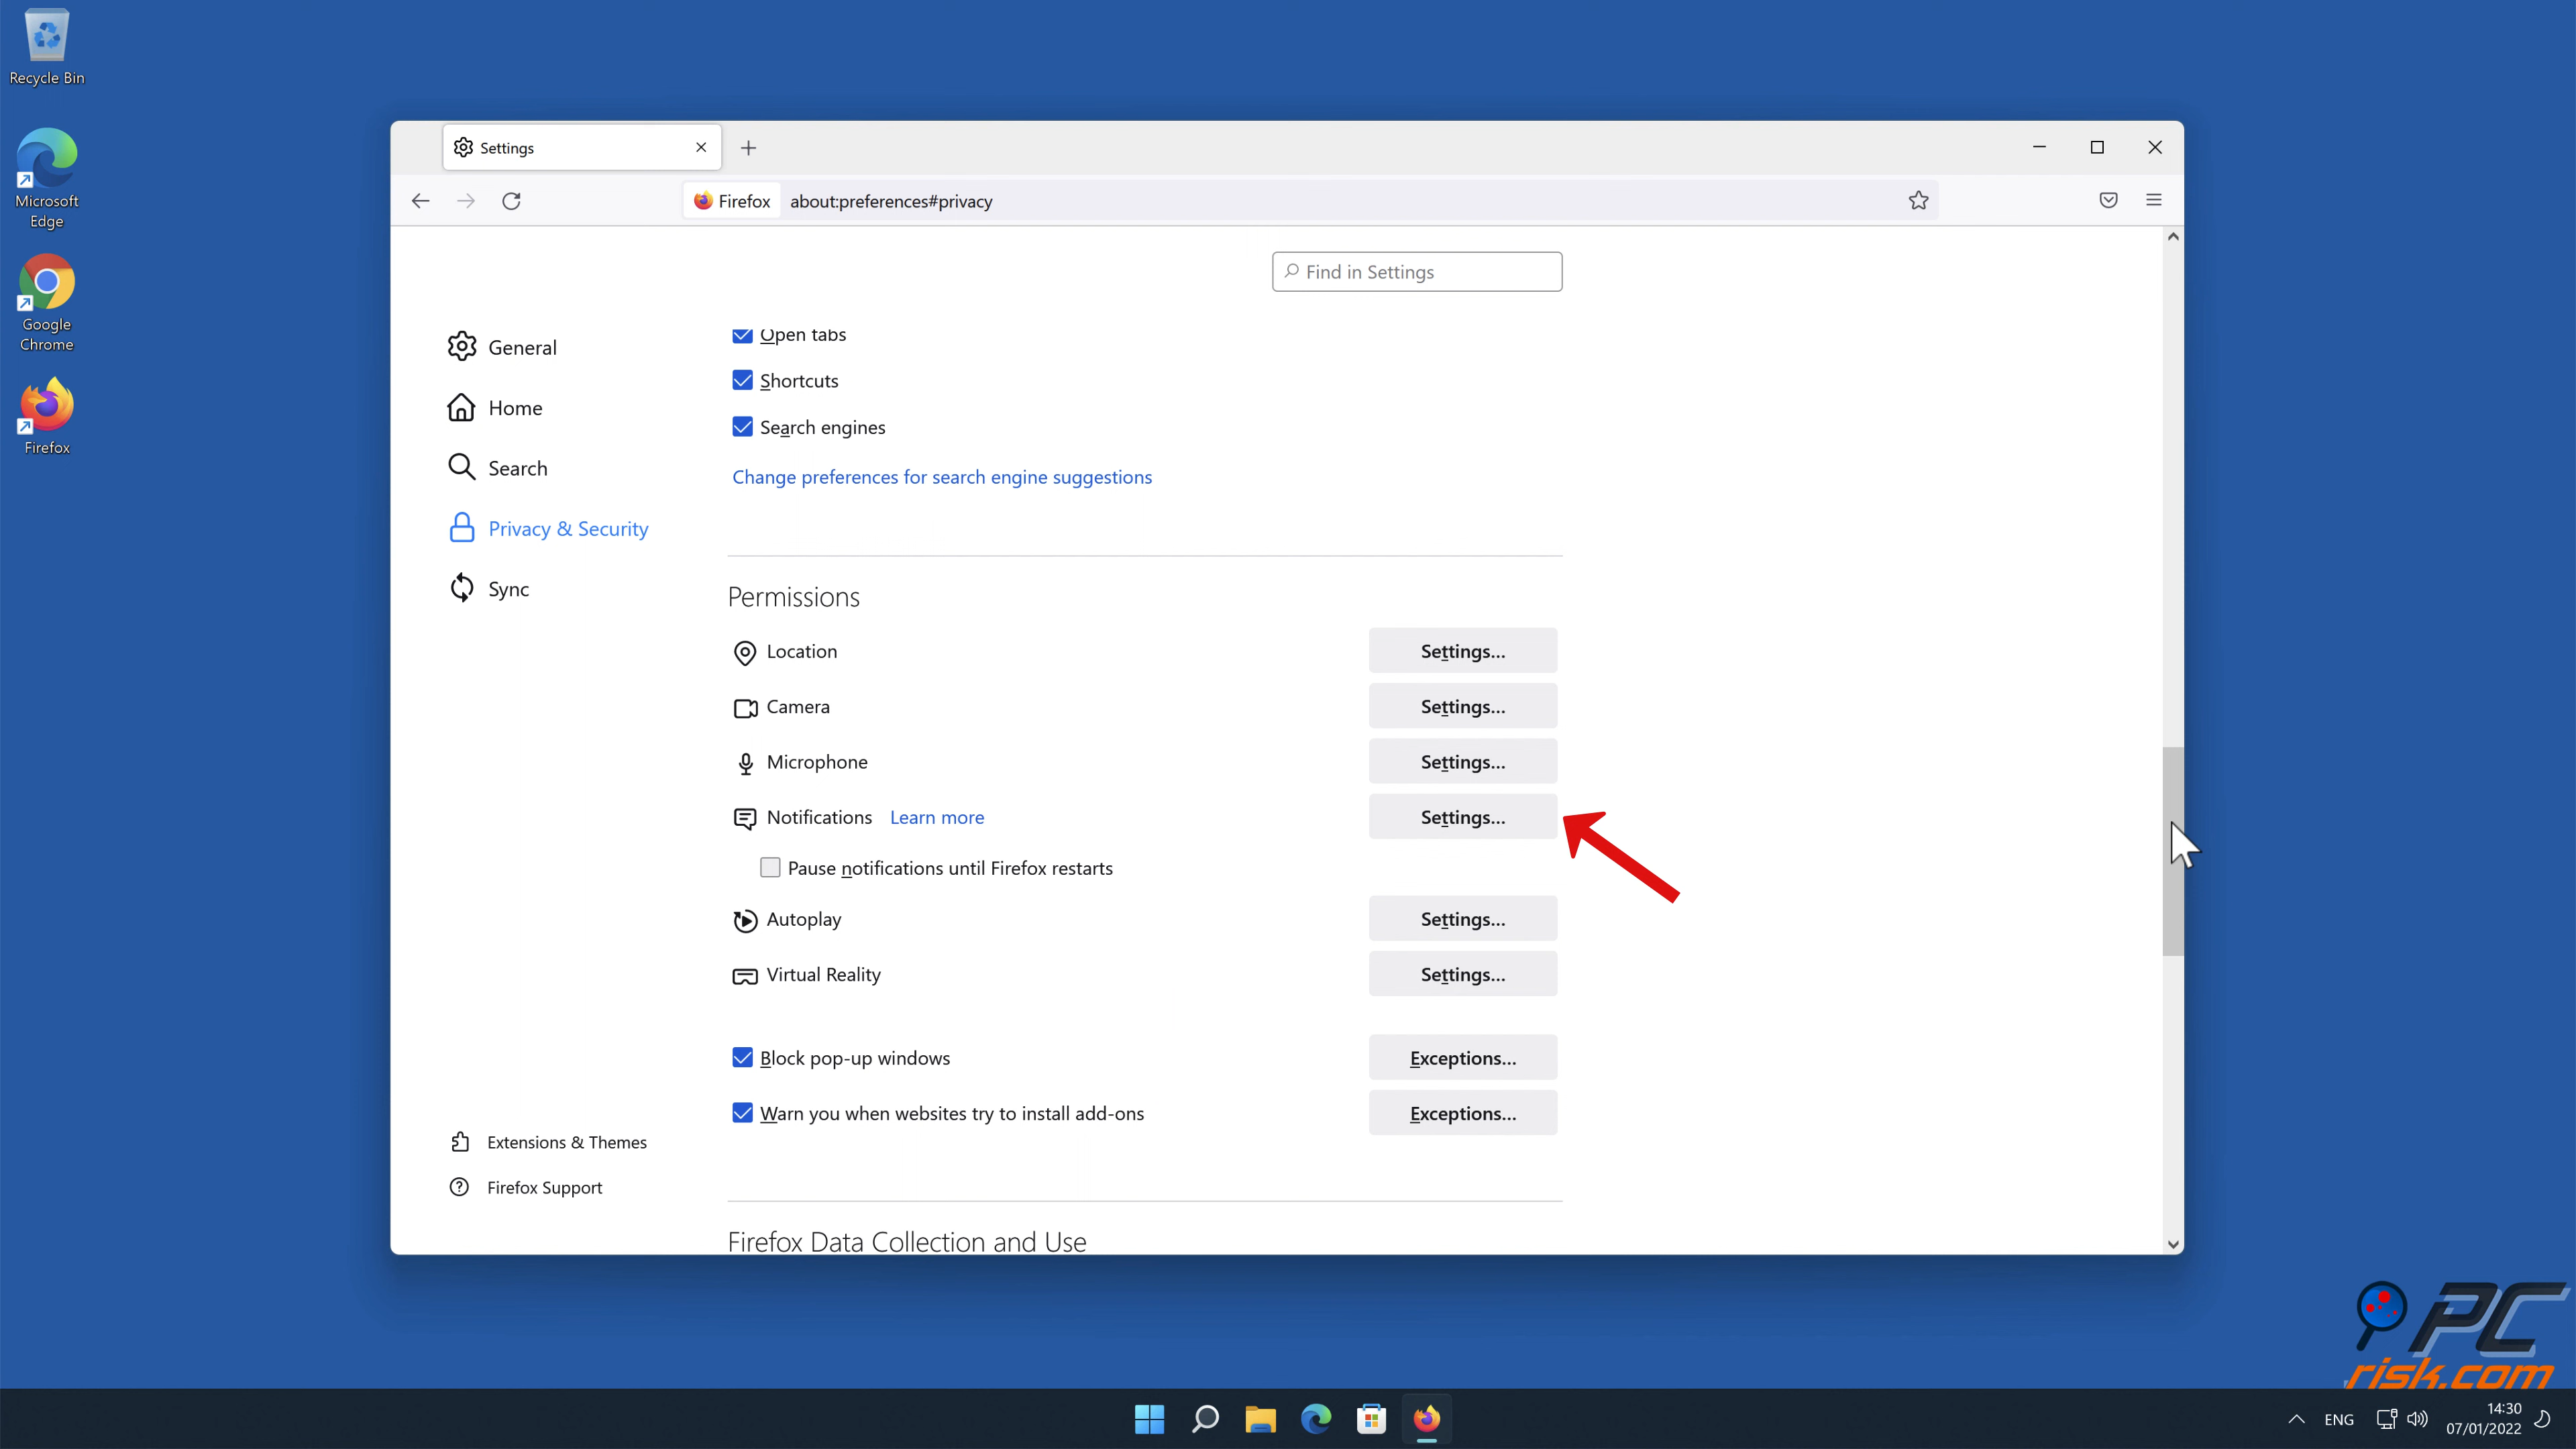 Recycle Bin
Microsoft
Edge
Google
Chrome
Firefox
Settings
Firefox
about:preferences#privacy
Find in Settings
General
Home
Search
Privacy & Security
Sync
Extensions & Themes
Firefox Support
Open tabs
Shortcuts
Search engines
Change preferences for search engine suggestions
Permissions
Location Settings...
Camera Settings...
Microphone Settings...
Notifications Learn more Settings...
Pause notifications until Firefox restarts
Autoplay Settings...
Virtual Reality Settings...
Block pop-up windows Exceptions...
Warn you when websites try to install add-ons Exceptions...
Firefox Data Collection and Use
PC
risk.com
ENG
14:30
07/01/2022